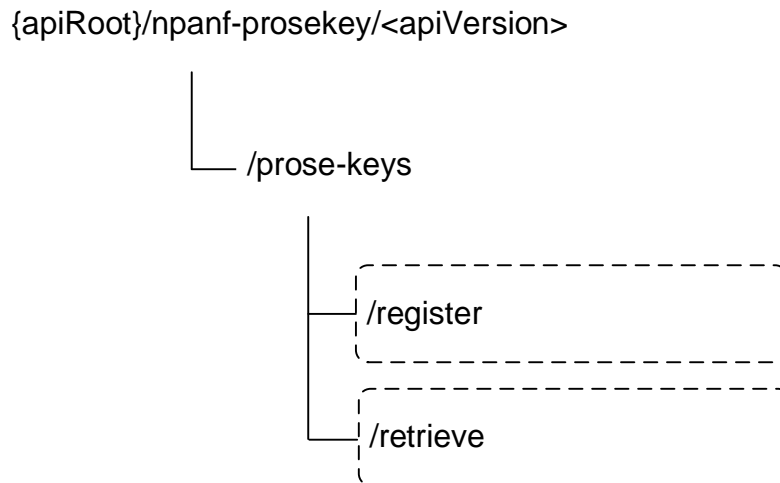 {apiRoot}/npanf-prosekey/<apiVersion>
/prose-keys
/register
/retrieve